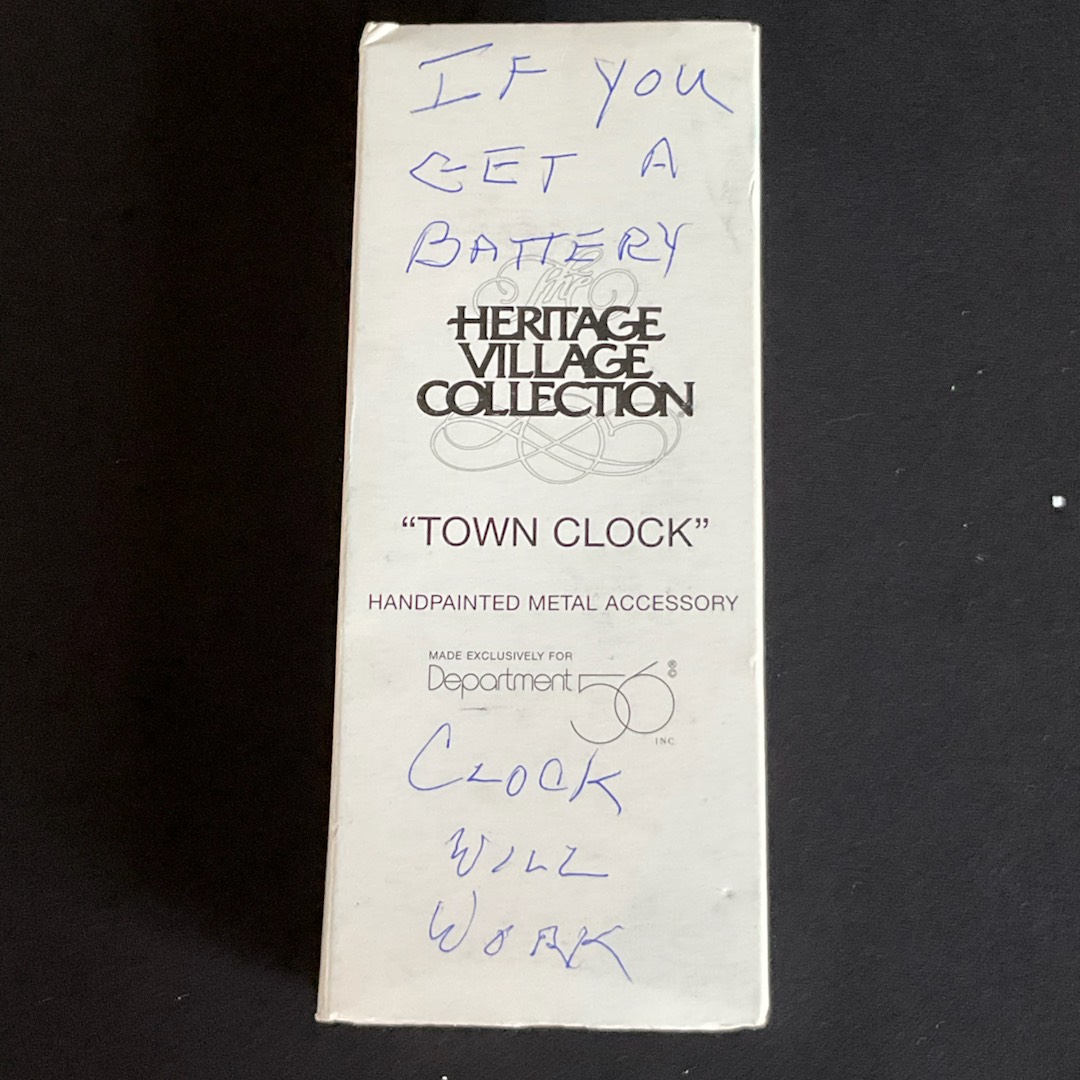 IF YOU
GET A
BATTERY
The
HERITAGE
VILLAGE
COLLECTION®
“TOWN CLOCK”
HANDPAINTED METAL ACCESSORY
MADE EXCLUSIVELY FOR
Department 56®©
INC.
CLOCK
WILL
WORK